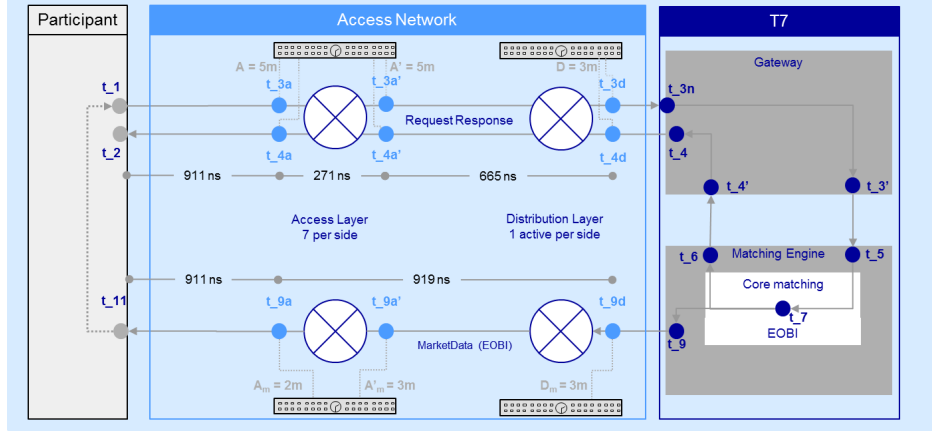 Participant
Access Network
T7
Gateway
A = 5m
A' = 5m
D = 3m
t_1
t_3a
t_3a'
t_3d
t_3n
Request Response
t_2
t_4a
t_4a'
t_4d
t_4
911 ns
271 ns
665 ns
t_4'
t_3'
Access Layer
7 per side
Distribution Layer
1 active per side
t_6
Matching Engine
t_5
Core matching
911 ns
919 ns
t_11
t_9a
t_9a'
t_9d
t_7
EOBI
t_9
MarketData (EOBI)
Am = 2m
A'm = 3m
Dm = 3m